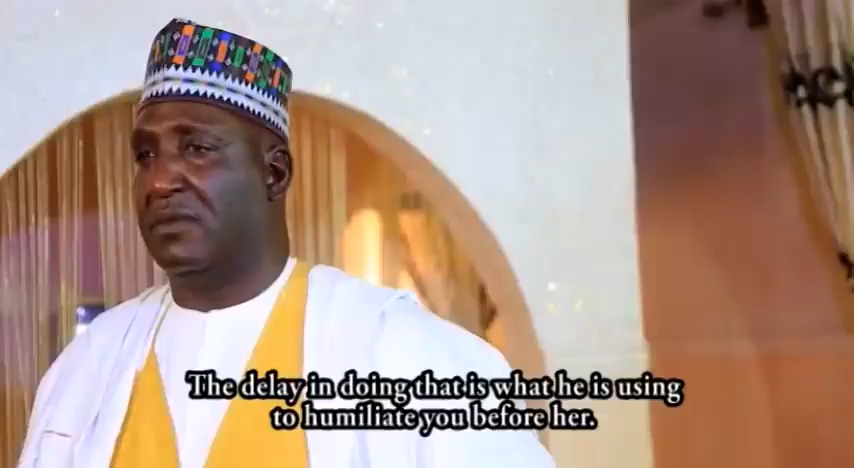 The delay in doing that is what he is using
to humiliate you before her.